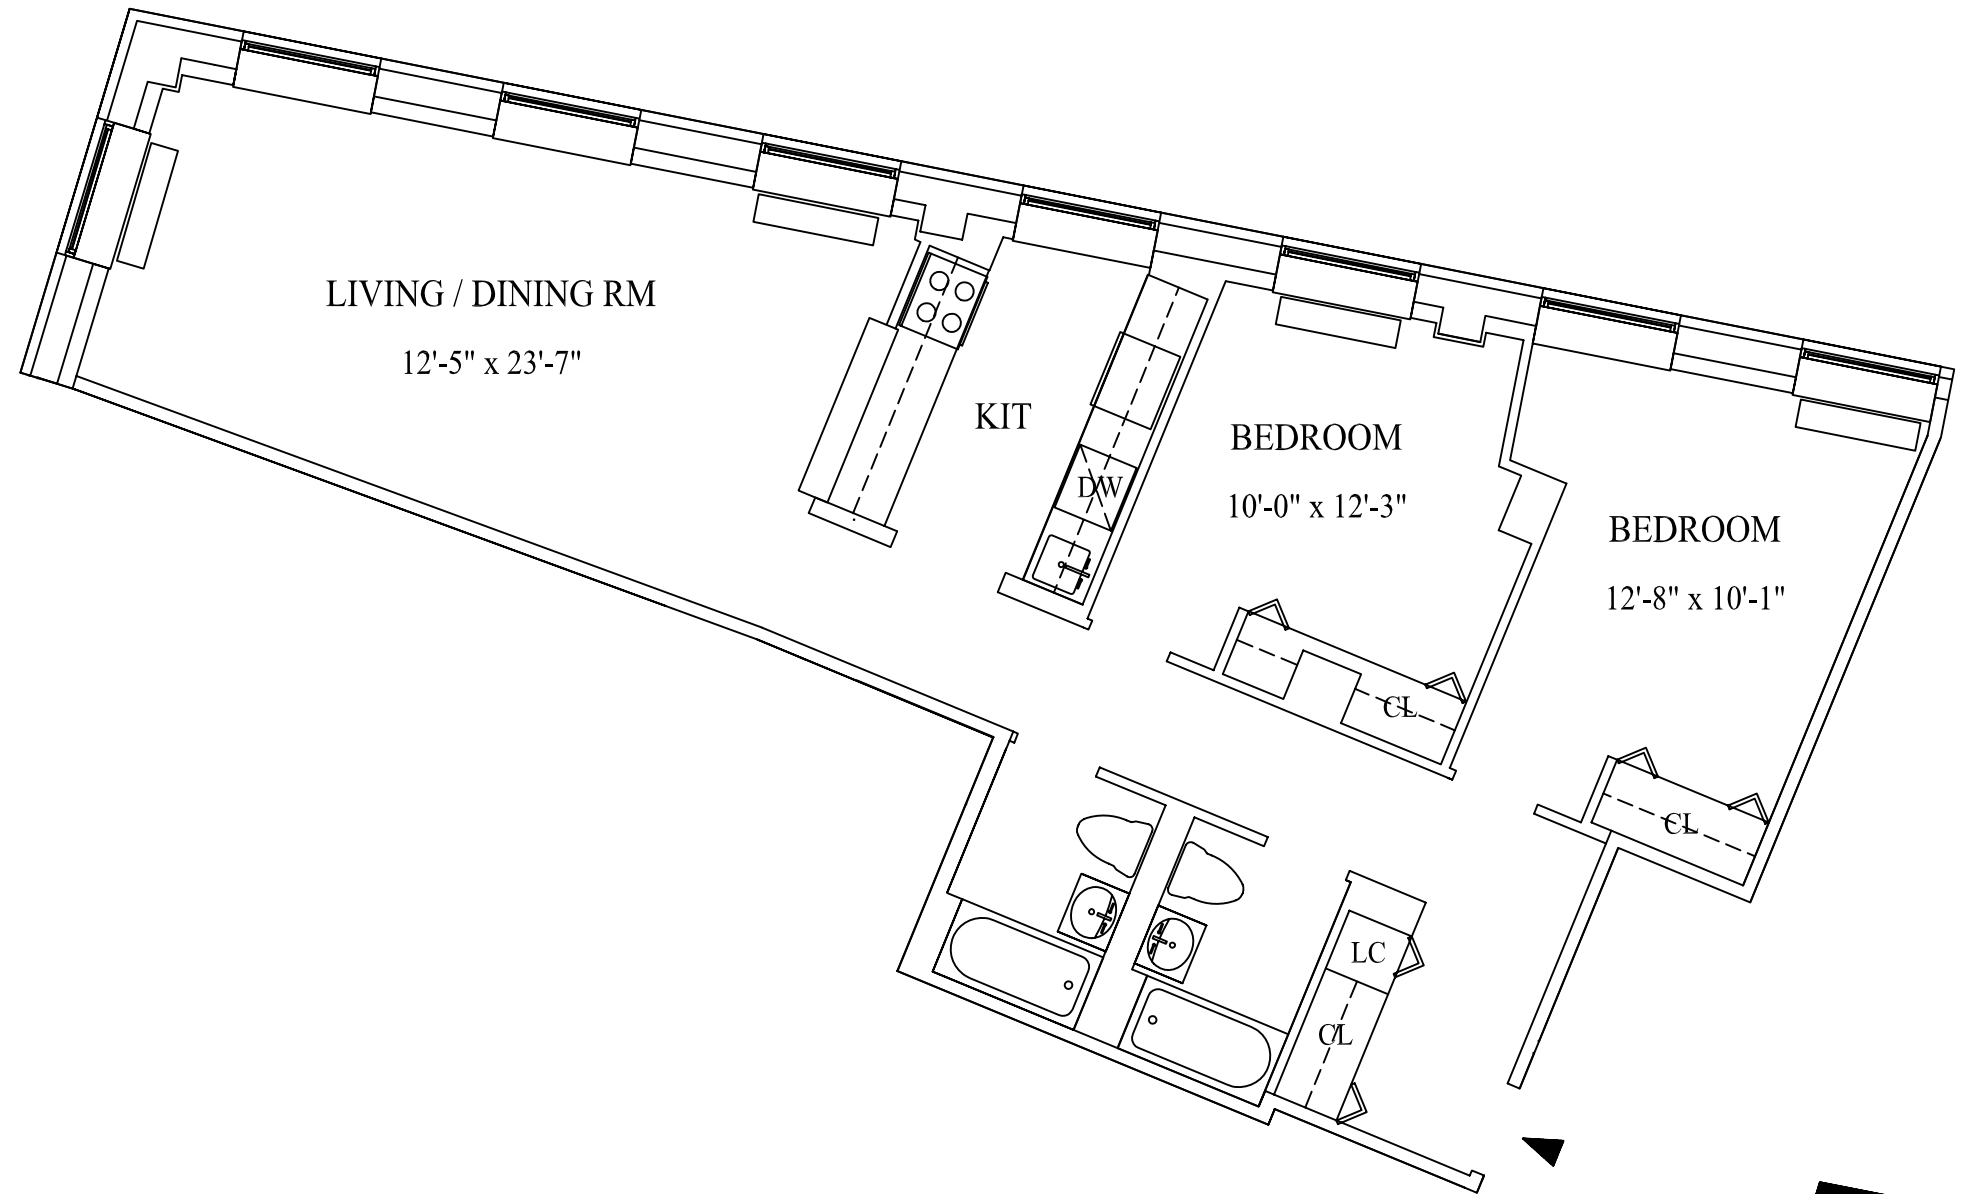 LIVING / DINING RM
12'-5" x 23'-7"
KIT
DW
BEDROOM
10'-0" x 12'-3"
CL
BEDROOM
12'-8" x 10'-1"
CL
LC
CL